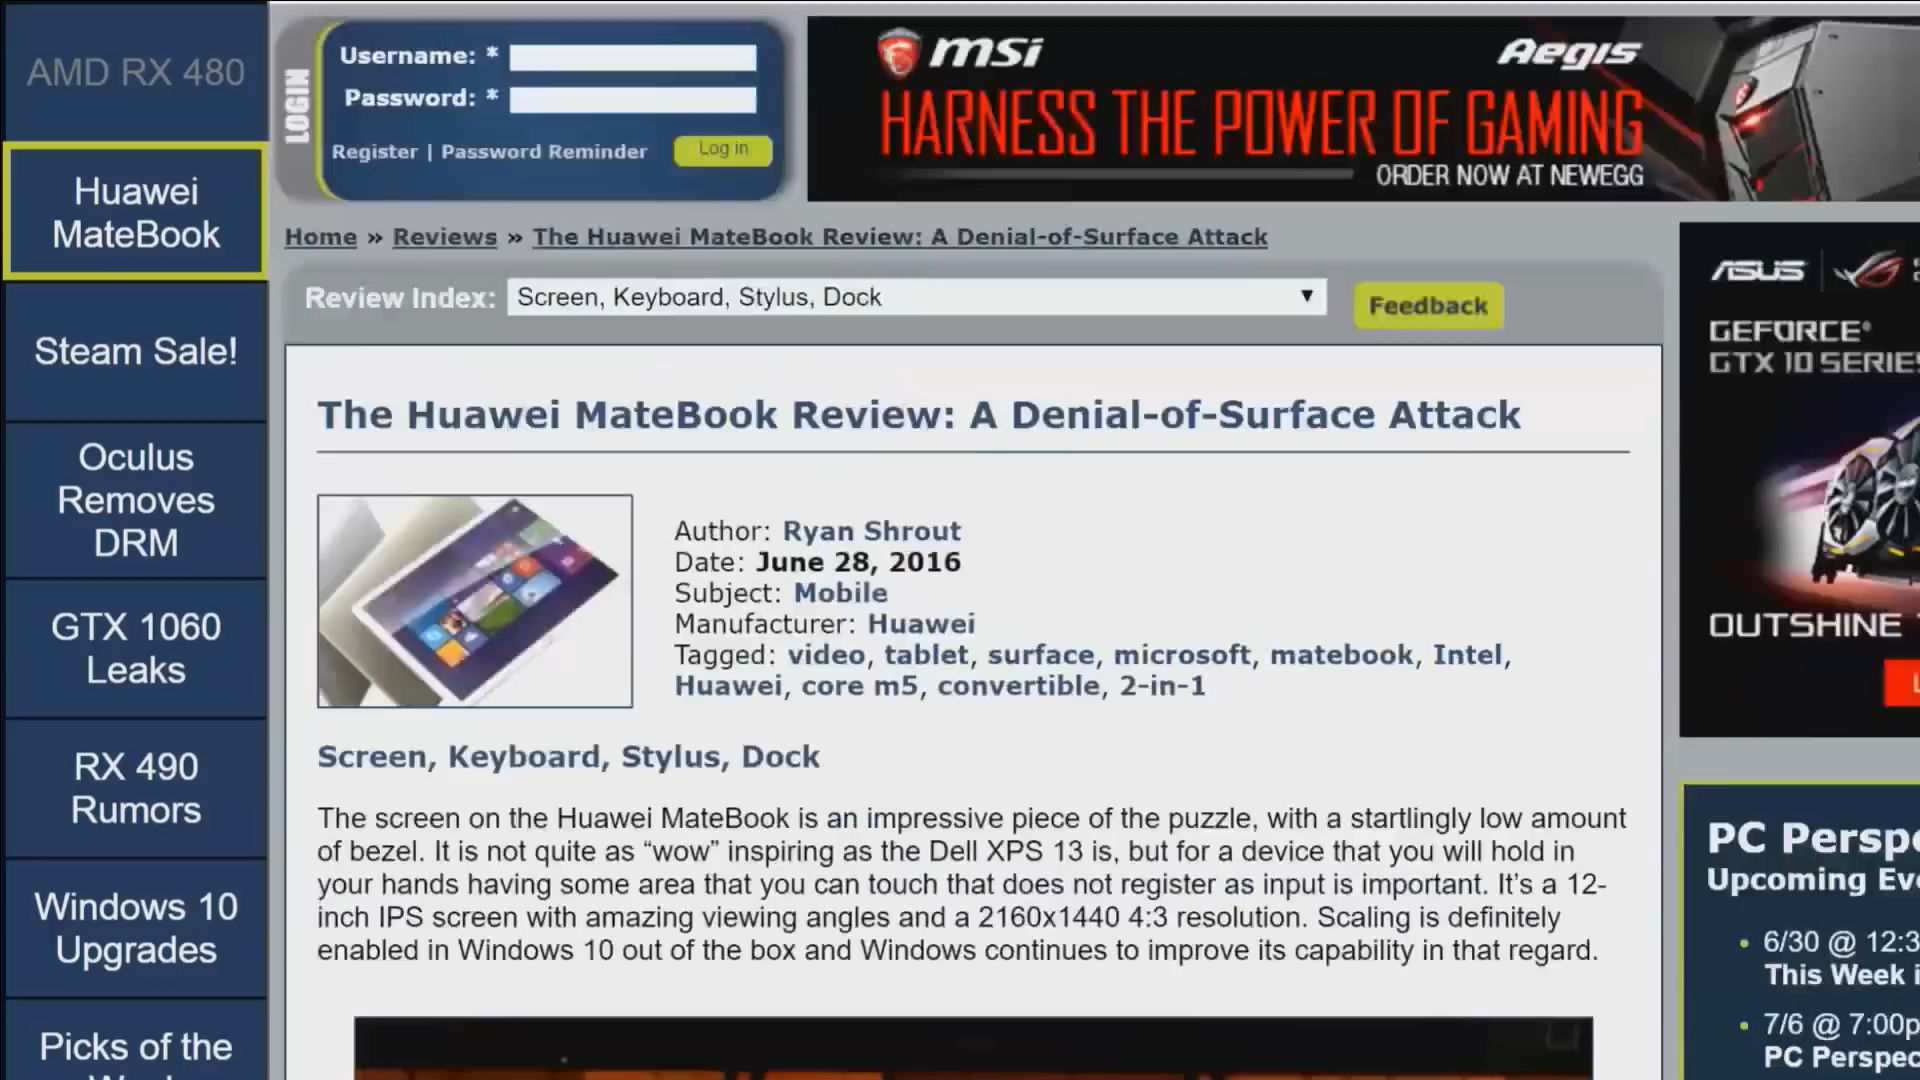 AMD RX 480
Huawei
MateBook
Steam Sale!
Oculus
Removes
DRM
GTX 1060
Leaks
RX 490
Rumors
Windows 10
Upgrades
Picks of the
LOGIN
Username: *
Password: *
Register | Password Reminder
Log in
msi
Aegis
HARNESS THE POWER OF GAMING
ORDER NOW AT NEWEGG
Home » Reviews » The Huawei MateBook Review: A Denial-of-Surface Attack
Review Index:
Screen, Keyboard, Stylus, Dock
Feedback
The Huawei MateBook Review: A Denial-of-Surface Attack
Author: Ryan Shrout
Date: June 28, 2016
Subject: Mobile
Manufacturer: Huawei
Tagged: video, tablet, surface, microsoft, matebook, Intel,
Huawei, core m5, convertible, 2-in-1
Screen, Keyboard, Stylus, Dock
The screen on the Huawei MateBook is an impressive piece of the puzzle, with a startlingly low amount
of bezel. It is not quite as “wow” inspiring as the Dell XPS 13 is, but for a device that you will hold in
your hands having some area that you can touch that does not register as input is important. It’s a 12-
inch IPS screen with amazing viewing angles and a 2160x1440 4:3 resolution. Scaling is definitely
enabled in Windows 10 out of the box and Windows continues to improve its capability in that regard.
ASUS
GEFORCE®
GTX 10 SERIES
OUTSHINE
PC Perspe
Upcoming Eve
6/30 @ 12:3
This Week i
7/6 @ 7:00p
PC Perspec